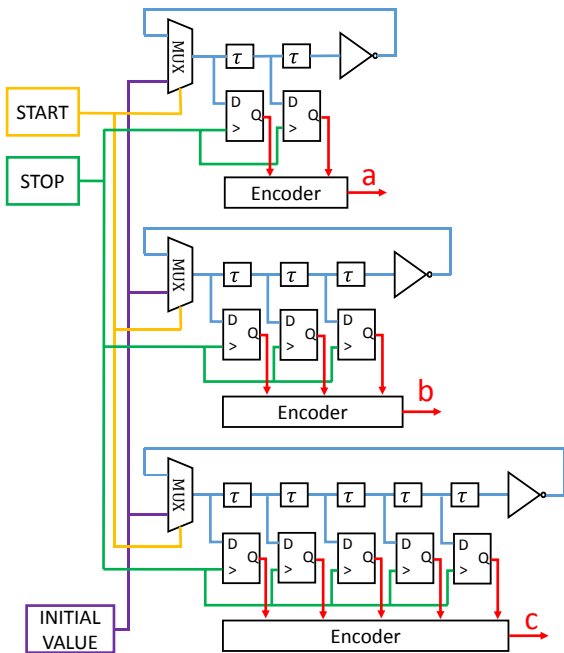 MUX
τ
τ
START
D
Q
>
D
Q
>
STOP
Encoder
a
MUX
τ
τ
τ
D
Q
>
D
Q
>
D
Q
>
Encoder
b
MUX
τ
τ
τ
τ
τ
D
Q
>
D
Q
>
D
Q
>
D
Q
>
D
Q
>
INITIAL
VALUE
Encoder
c